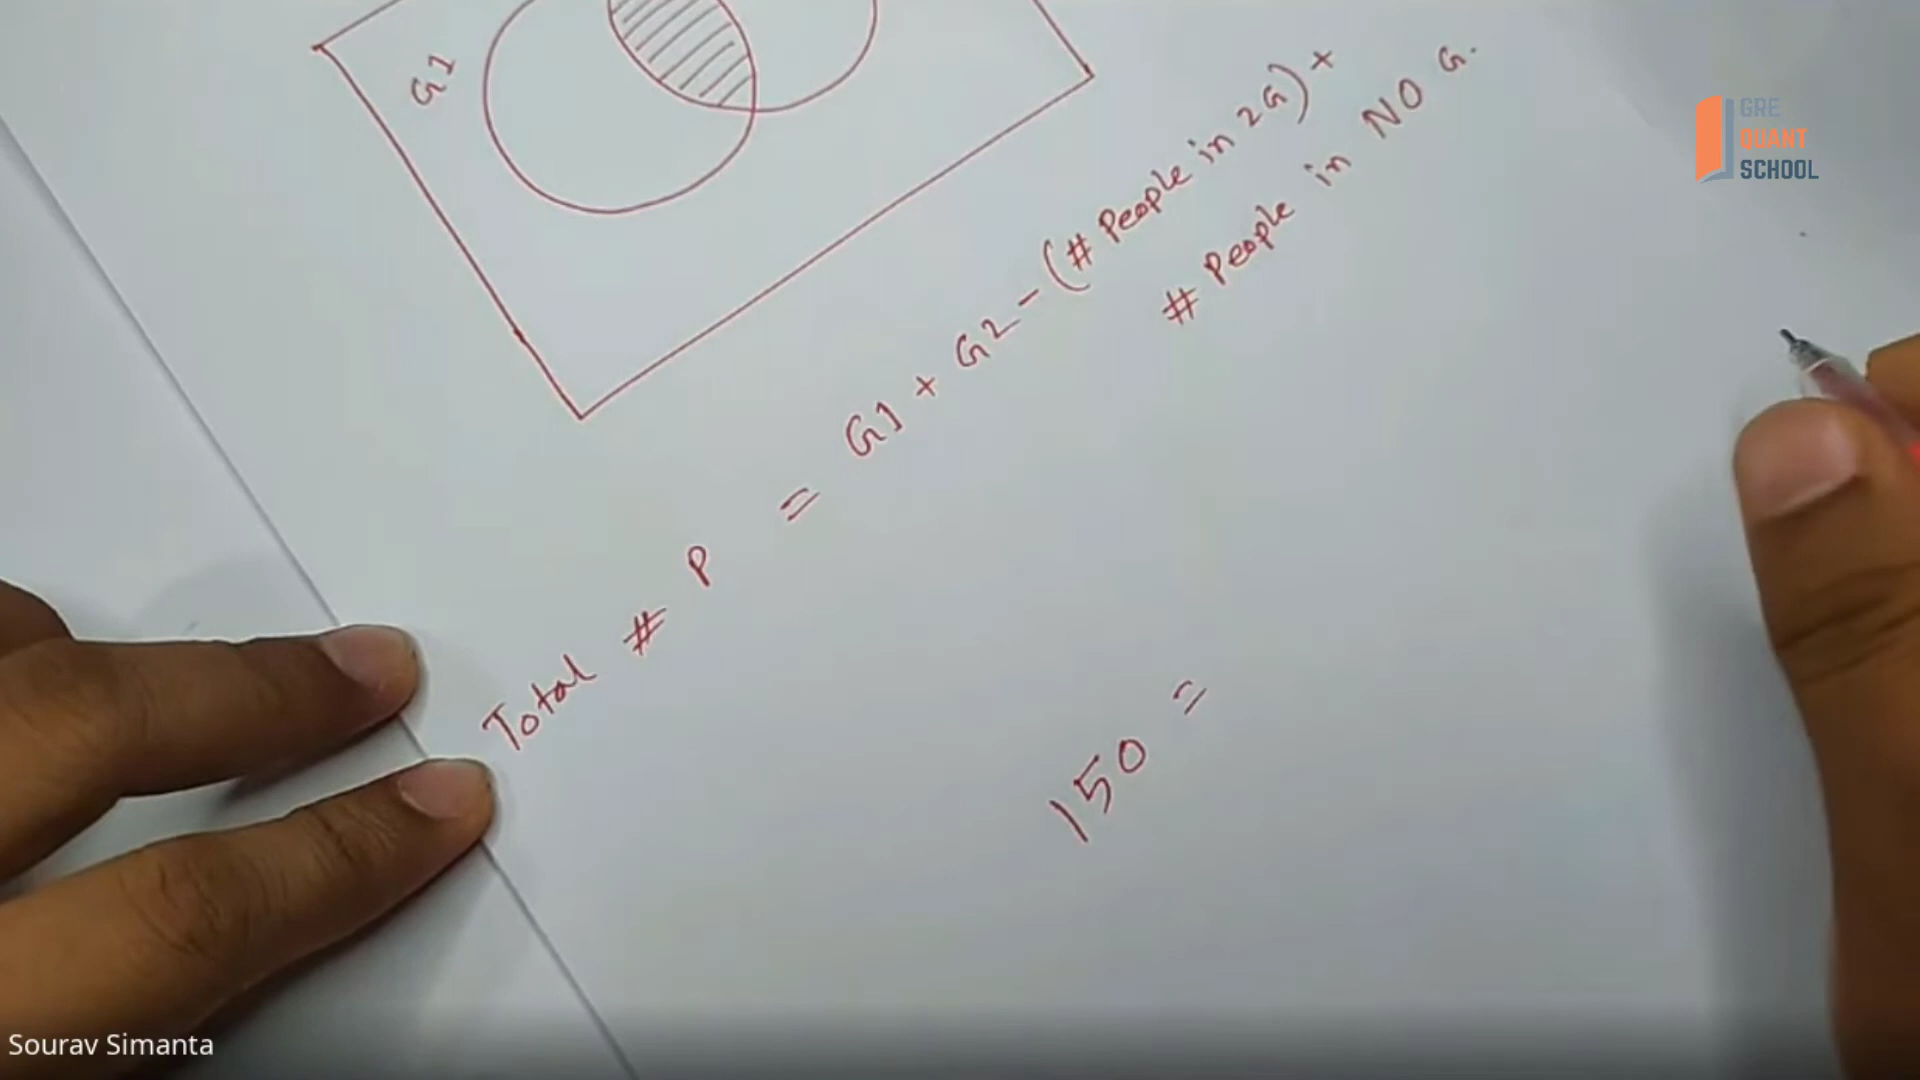 G1
Total # P = G1 + G2 - (# People in 2G) +
# People in NO G.
150 =
GRE
QUANT
SCHOOL
Sourav Simanta